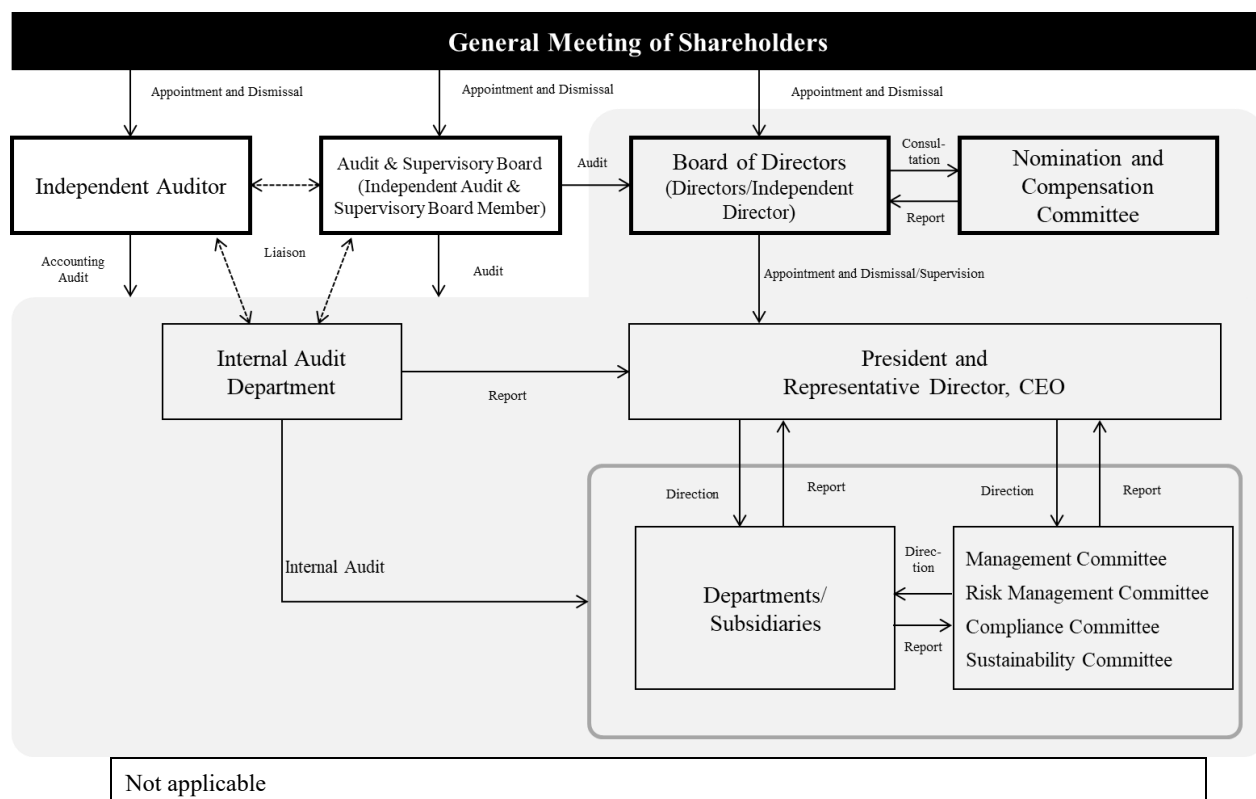 General Meeting of Shareholders
Appointment and Dismissal
Appointment and Dismissal
Appointment and Dismissal
Independent Auditor
Audit & Supervisory Board
(Independent Audit &
Supervisory Board Member)
Audit
Board of Directors
(Directors/Independent
Director)
Consul-
tation
Report
Nomination and
Compensation
Committee
Accounting
Audit
Liaison
Audit
Appointment and Dismissal/Supervision
Internal Audit
Department
Report
President and
Representative Director, CEO
Direction
Report
Direction
Report
Internal Audit
Departments/
Subsidiaries
Direc-
tion
Report
Management Committee
Risk Management Committee
Compliance Committee
Sustainability Committee
Not applicable